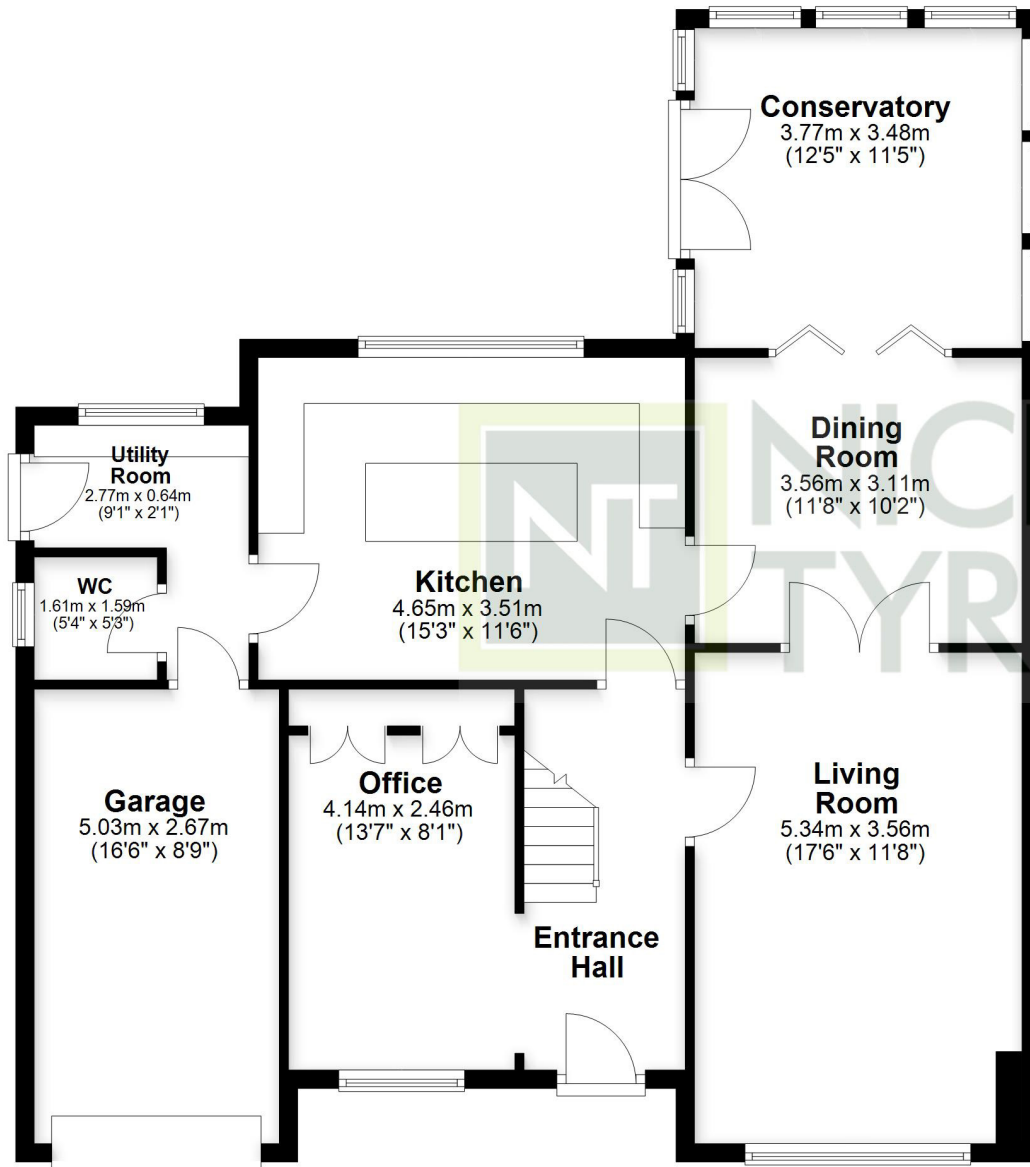 Conservatory
3.77m x 3.48m
(12'5" x 11'5")
Dining
Room
3.56m x 3.11m
(11'8" x 10'2")
Utility
Room
2.77m x 0.64m
(9'1" x 2'1")
WC
1.61m x 1.59m
(5'4" x 5'3")
Kitchen
4.65m x 3.51m
(15'3" x 11'6")
NT
NIC
TYR
Garage
5.03m x 2.67m
(16'6" x 8'9")
Office
4.14m x 2.46m
(13'7" x 8'1")
Living
Room
5.34m x 3.56m
(17'6" x 11'8")
Entrance
Hall